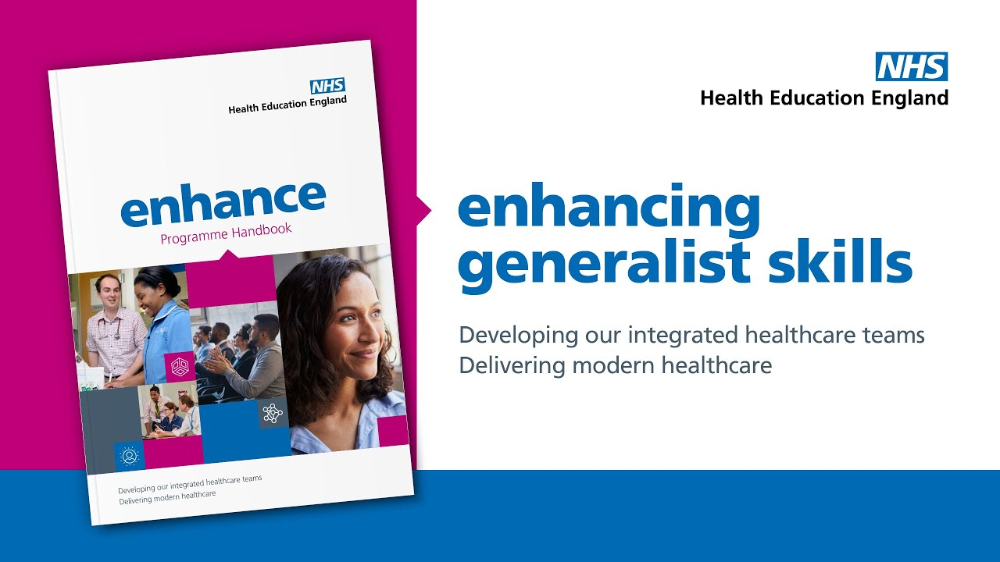 NHS
Health Education England
enhance
Programme Handbook
Developing our integrated healthcare teams
Delivering modern healthcare
NHS
Health Education England
enhancing
generalist skills
Developing our integrated healthcare teams
Delivering modern healthcare